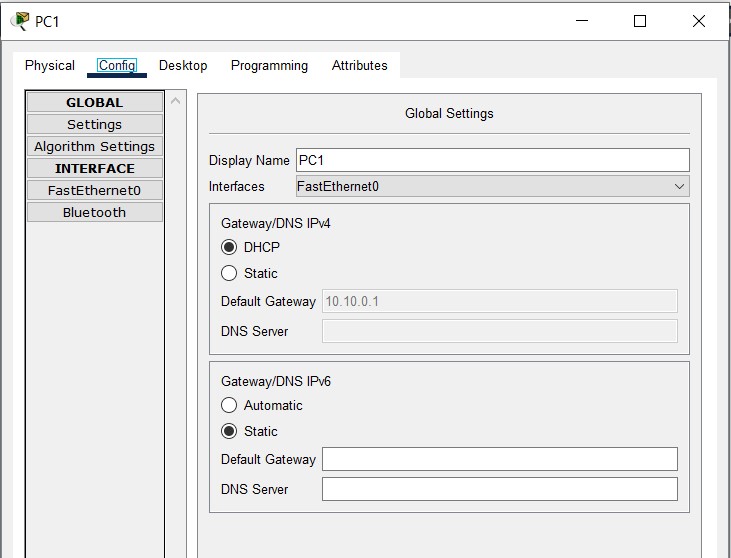 PC1
Physical Config Desktop Programming Attributes
GLOBAL
Settings
Algorithm Settings
INTERFACE
FastEthernet0
Bluetooth
Global Settings
Display Name PC1
Interfaces FastEthernet0
Gateway/DNS IPv4
DHCP
Static
Default Gateway 10.10.0.1
DNS Server
Gateway/DNS IPv6
Automatic
Static
Default Gateway
DNS Server